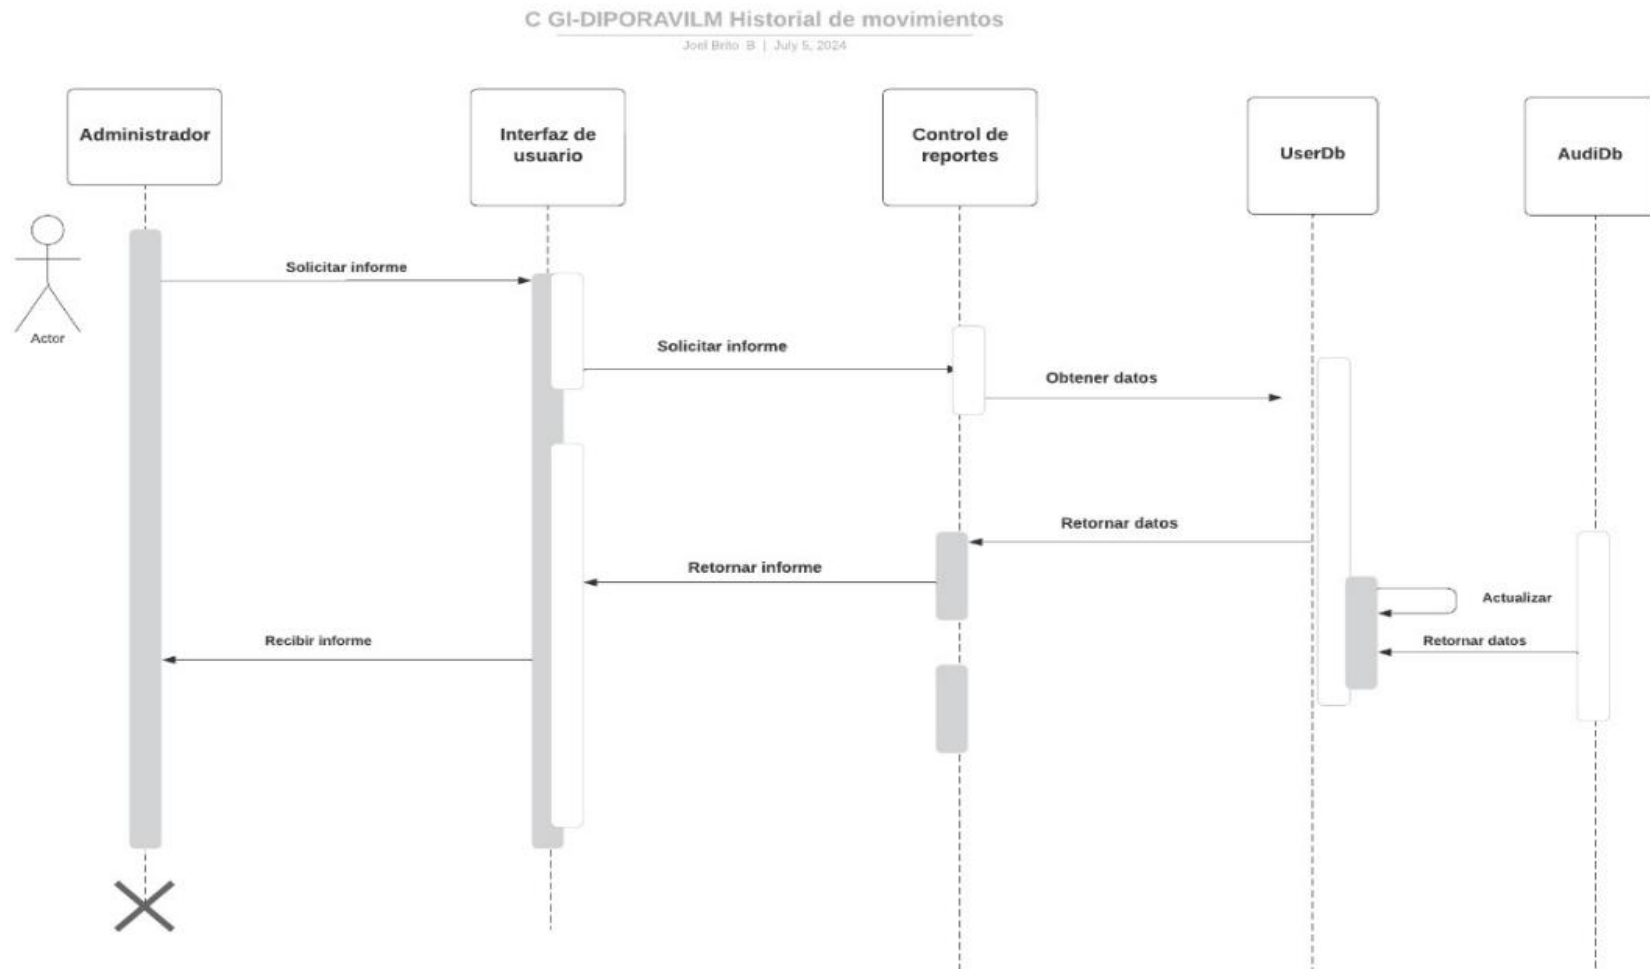 C GI-DIPORAVILM Historial de movimientos
Joel Brito B | July 5, 2024
Administrador
Interfaz de
usuario
Control de
reportes
UserDb
AudiDb
Actor
Solicitar informe
Solicitar informe
Obtener datos
Retornar datos
Retornar informe
Actualizar
Recibir informe
Retornar datos